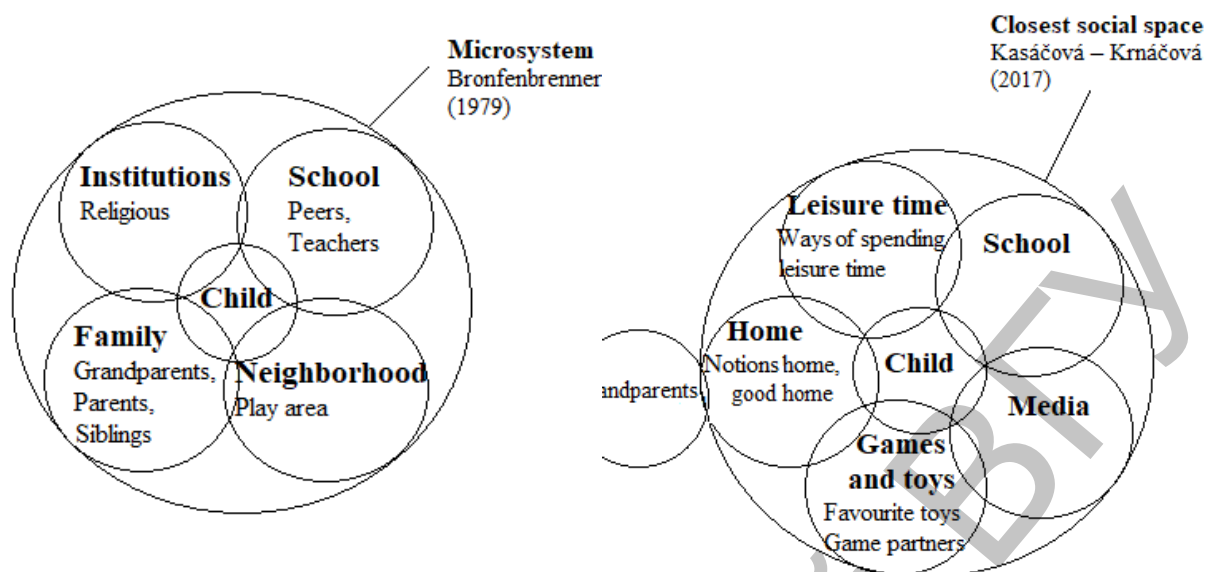 Microsystem
Bronfenbrenner
(1979)
Institutions
Religious
School
Peers,
Teachers
Child
Family
Grandparents,
Parents,
Siblings
Neighborhood
Play area
Closest social space
Kasáčová – Krnáčová
(2017)
Leisure time
Ways of spending
leisure time
School
Home
Notions home,
good home
Child
andparents,
Media
Games
and toys
Favourite toys
Game partners
БГУ